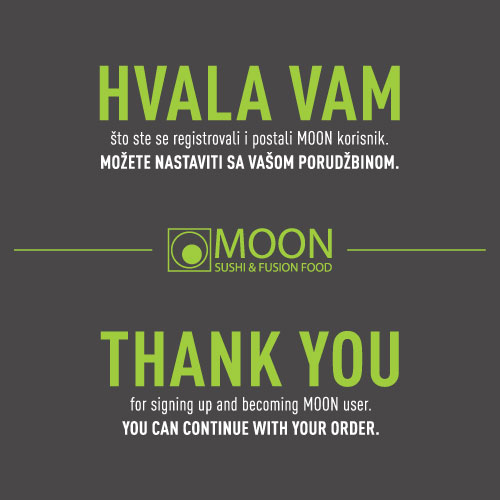 HVALA VAM
što ste se registrovali i postali MOON korisnik.
MOŽETE NASTAVITI SA VAŠOM PORUDŽBINOM.
MOON
SUSHI & FUSION FOOD
THANK YOU
for signing up and becoming MOON user.
YOU CAN CONTINUE WITH YOUR ORDER.